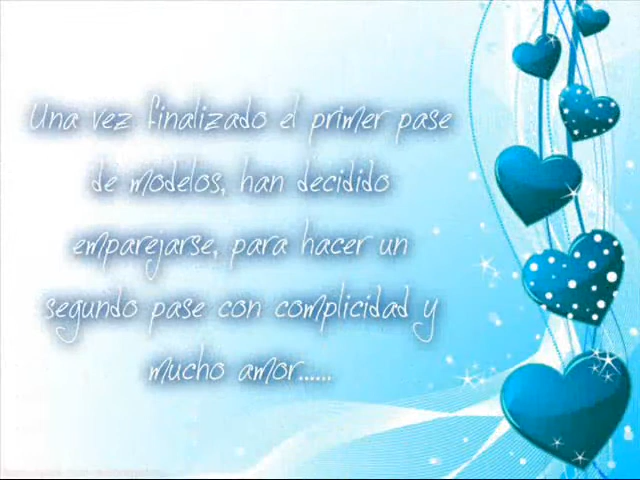 Una vez finalizado el primer pase
de modelos, han decidido
emparejarse, para hacer un
segundo pase con complicidad y
mucho amor......